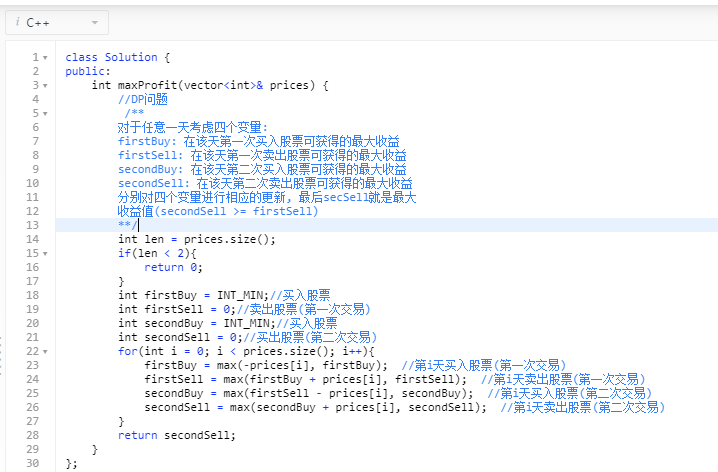 i C++
1 class Solution {
2 public:
3 int maxProfit(vector<int>& prices) {
4 //DP问题
5 /**
6 对于任意一天考虑四个变量:
7 firstBuy: 在该天第一次买入股票可获得的最大收益
8 firstSell: 在该天第一次卖出股票可获得的最大收益
9 secondBuy: 在该天第二次买入股票可获得的最大收益
10 secondSell: 在该天第二次卖出股票可获得的最大收益
11 分别对四个变量进行相应的更新, 最后secSell就是最大
12 收益值(secondSell >= firstSell)
13 **/
14 int len = prices.size();
15 if(len < 2){
16 return 0;
17 }
18 int firstBuy = INT_MIN;//买入股票
19 int firstSell = 0;//卖出股票(第一次交易)
20 int secondBuy = INT_MIN;//买入股票
21 int secondSell = 0;//买出股票(第二次交易)
22 for(int i = 0; i < prices.size(); i++){
23 firstBuy = max(-prices[i], firstBuy); //第i天买入股票(第一次交易)
24 firstSell = max(firstBuy + prices[i], firstSell); //第i天卖出股票(第一次交易)
25 secondBuy = max(firstSell - prices[i], secondBuy); //第i天买入股票(第二次交易)
26 secondSell = max(secondBuy + prices[i], secondSell); //第i天卖出股票(第二次交易)
27 }
28 return secondSell;
29 }
30 };